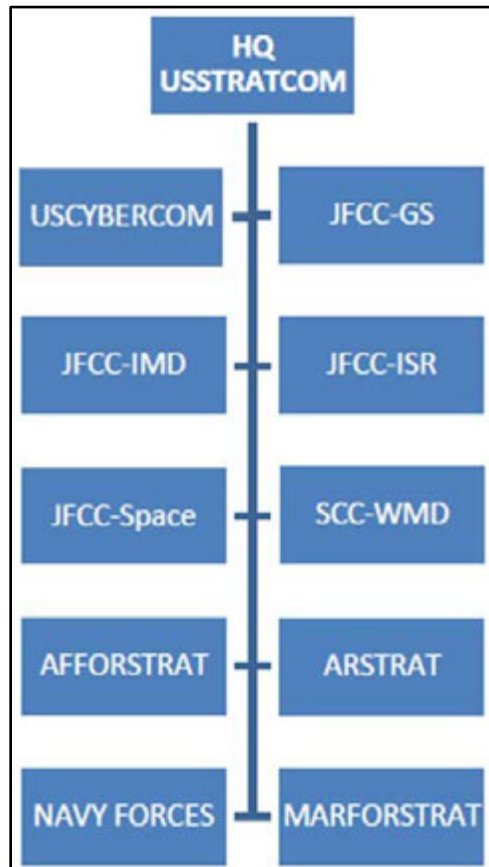 HQ
USSTRATCOM
USCYBERCOM
JFCC-GS
JFCC-IMD
JFCC-ISR
JFCC-Space
SCC-WMD
AFFORSTRAT
ARSTRAT
NAVY FORCES
MARFORSTRAT